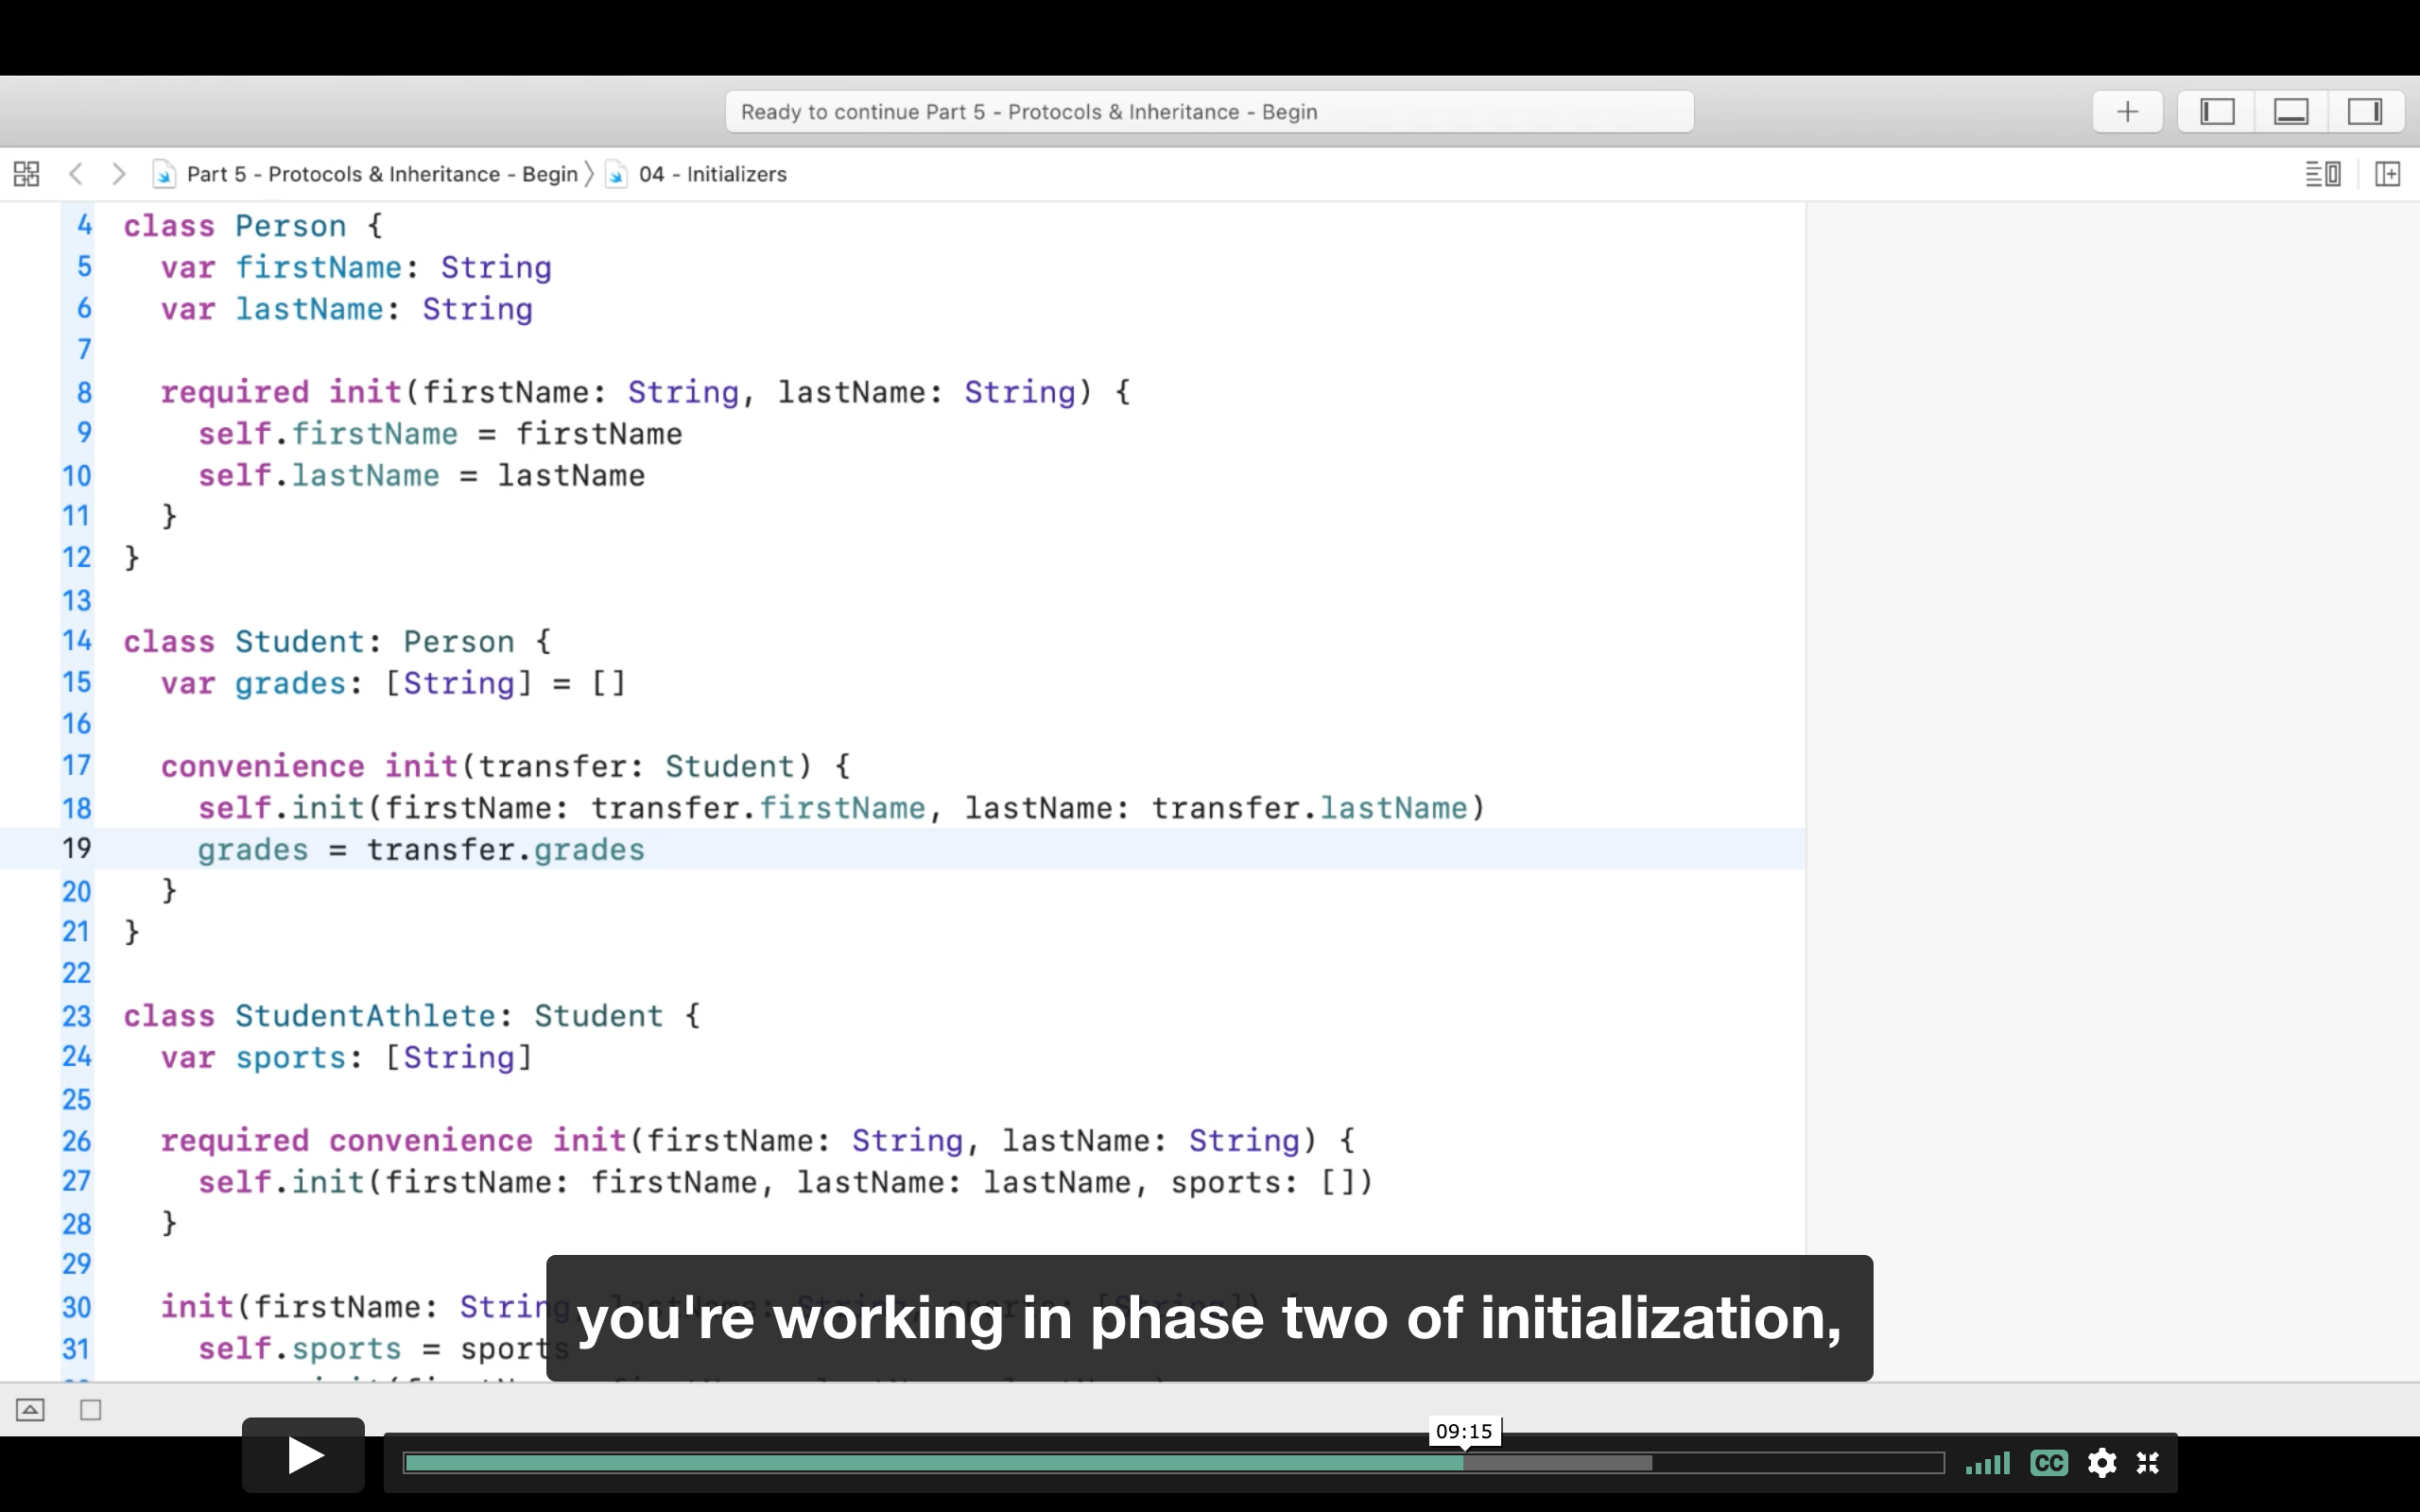 Ready to continue Part 5 - Protocols & Inheritance - Begin
Part 5 - Protocols & Inheritance - Begin 〉 04 - Initializers
4 class Person {
5 var firstName: String
6 var lastName: String
7
8 required init(firstName: String, lastName: String) {
9 self.firstName = firstName
10 self.lastName = lastName
11 }
12 }
13
14 class Student: Person {
15 var grades: [String] = []
16
17 convenience init(transfer: Student) {
18 self.init(firstName: transfer.firstName, lastName: transfer.lastName)
19 grades = transfer.grades
20 }
21 }
22
23 class StudentAthlete: Student {
24 var sports: [String]
25
26 required convenience init(firstName: String, lastName: String) {
27 self.init(firstName: firstName, lastName: lastName, sports: [])
28 }
29
30 init(firstName: String
31 self.sports = sports
you're working in phase two of initialization,
09:15
CC